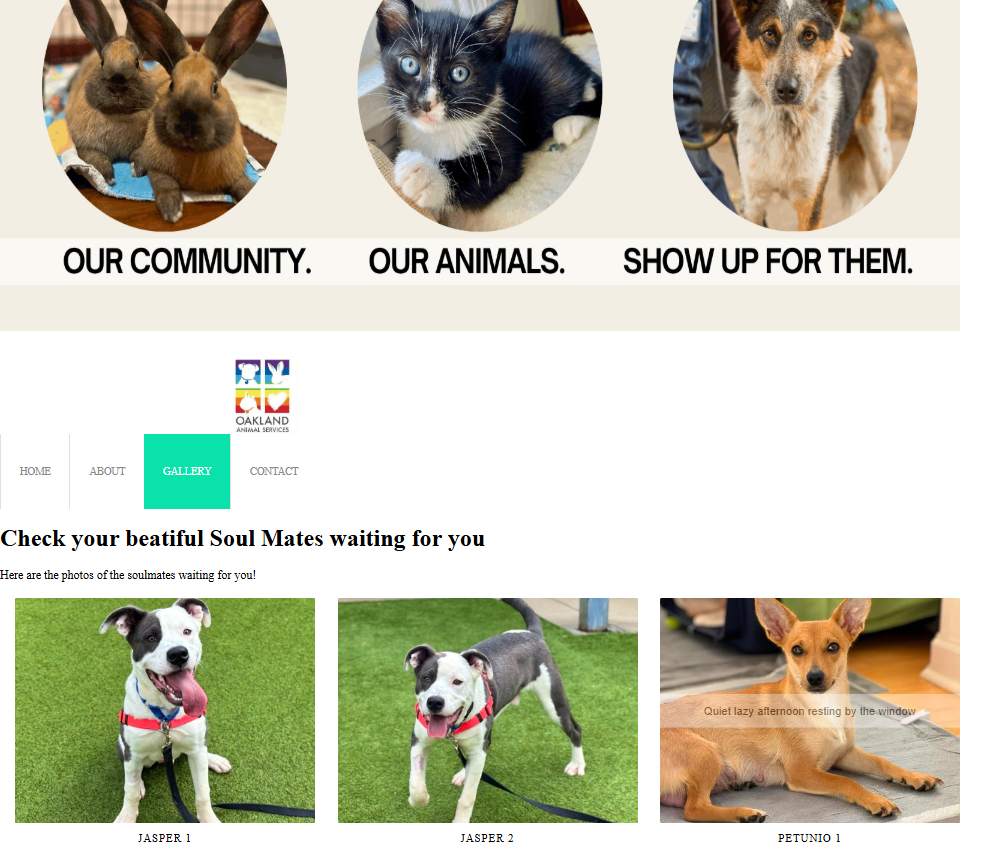 OUR COMMUNITY. OUR ANIMALS. SHOW UP FOR THEM.
OAKLAND
ANIMAL SERVICES
HOME ABOUT GALLERY CONTACT
Check your beatiful Soul Mates waiting for you
Here are the photos of the soulmates waiting for you!
Quiet lazy afternoon resting by the window
JASPER 1 JASPER 2 PETUNIO 1